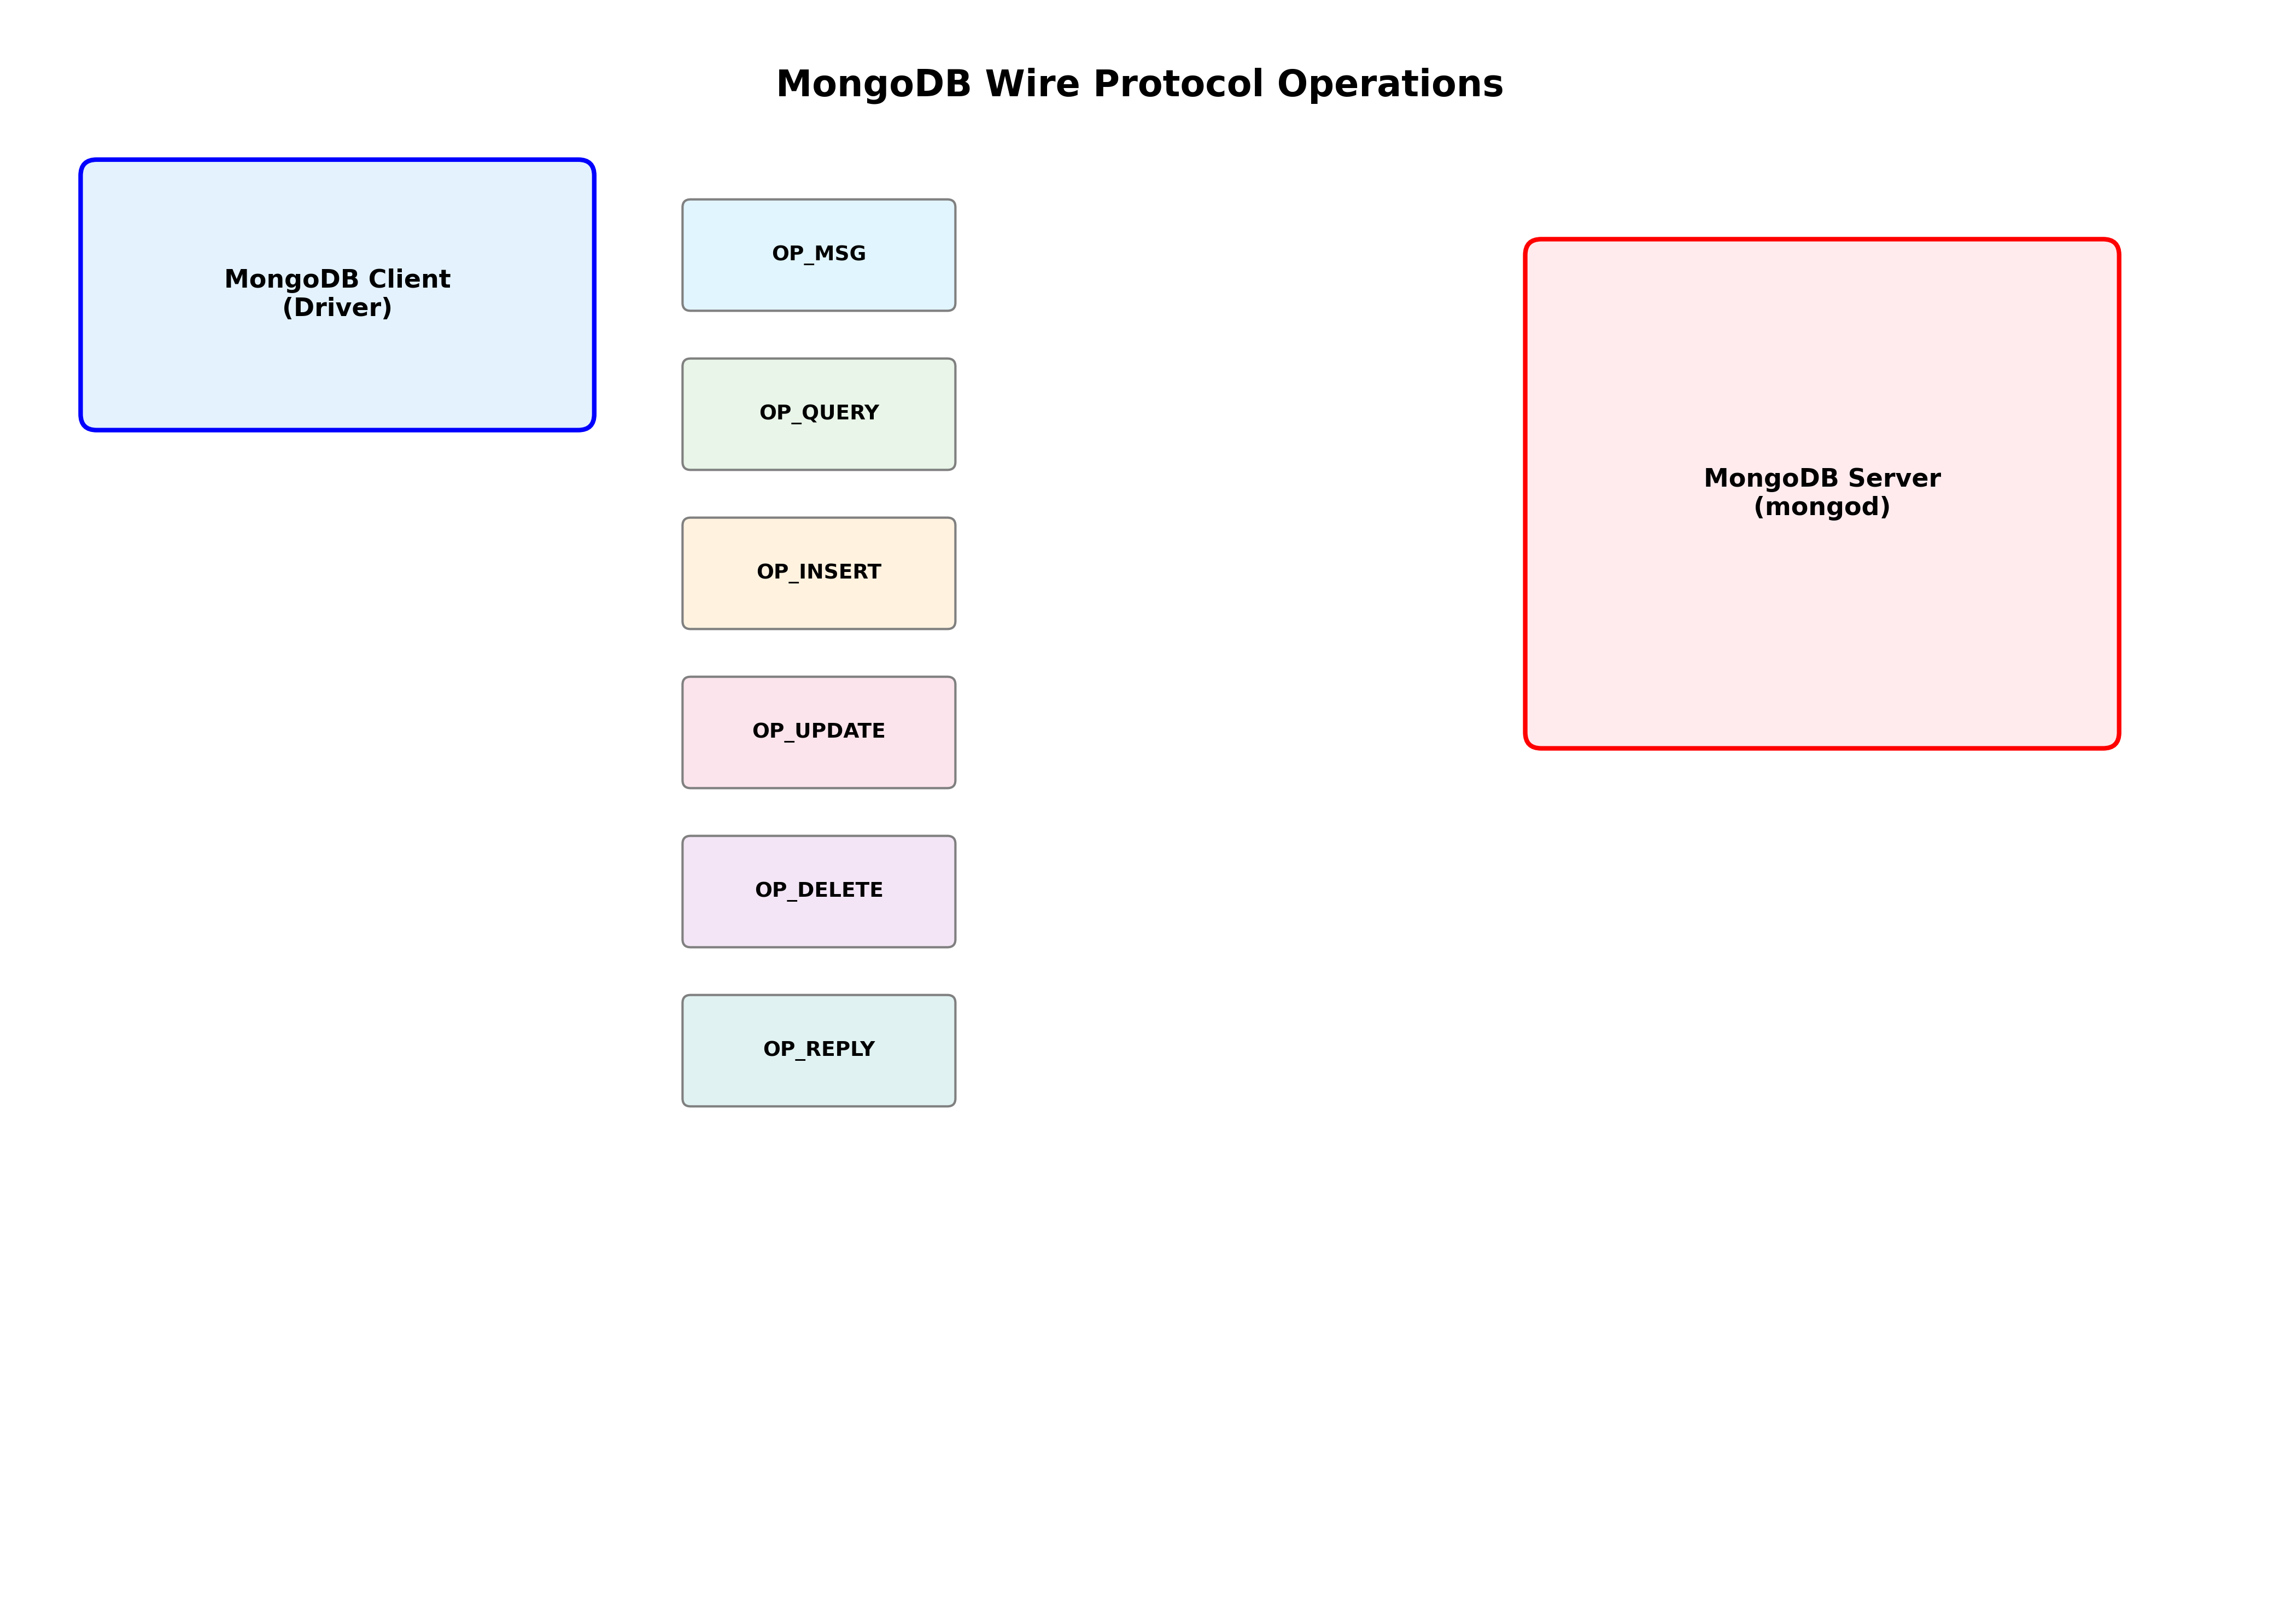 MongoDB Wire Protocol Operations
MongoDB Client
(Driver)
OP_MSG
OP_QUERY
OP_INSERT
OP_UPDATE
OP_DELETE
OP_REPLY
MongoDB Server
(mongod)